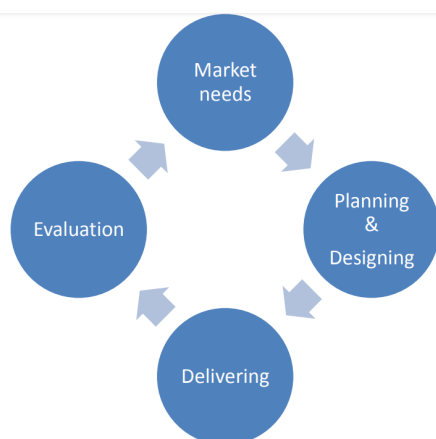 Market
needs
Planning
&
Designing
Delivering
Evaluation